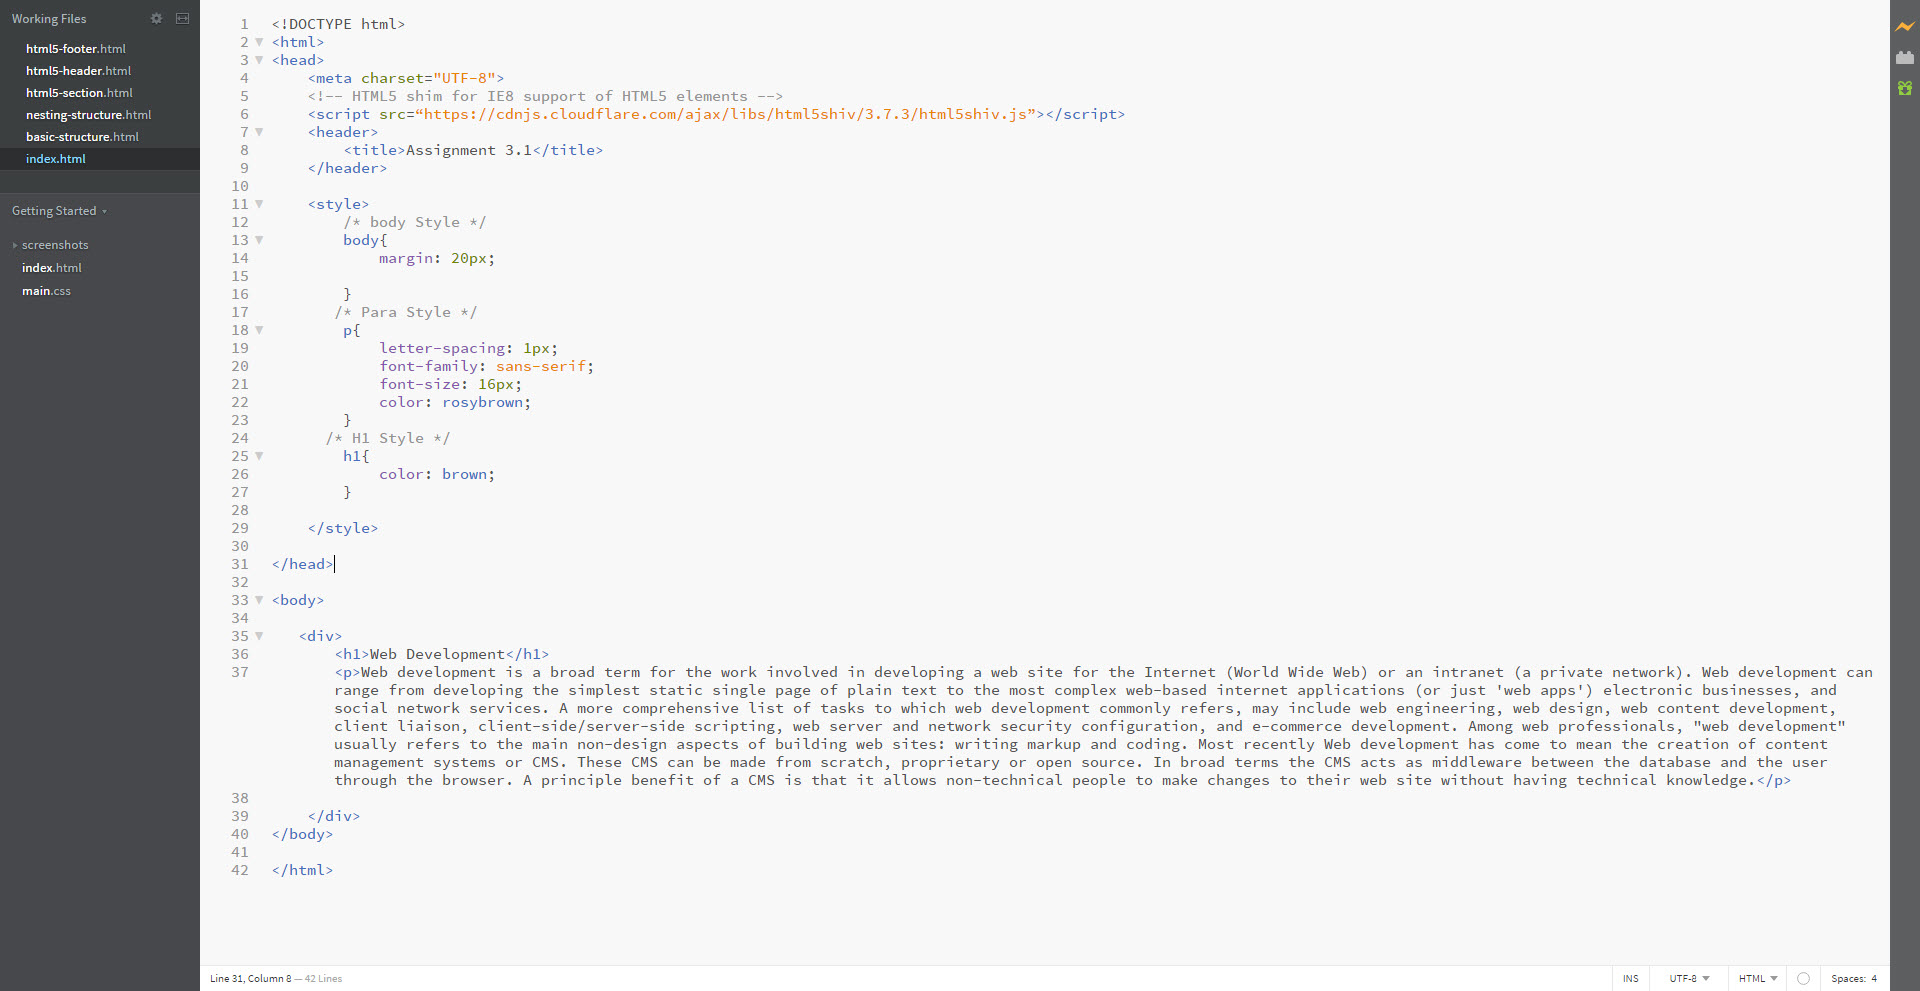 Working Files
html5-footer.html
html5-header.html
html5-section.html
nesting-structure.html
basic-structure.html
index.html
Getting Started
screenshots
index.html
main.css
1 <!DOCTYPE html>
2 <html>
3 <head>
4 <meta charset="UTF-8">
5 <!-- HTML5 shim for IE8 support of HTML5 elements -->
6 <script src=“https://cdnjs.cloudflare.com/ajax/libs/html5shiv/3.7.3/html5shiv.js”></script>
7 <header>
8 <title>Assignment 3.1</title>
9 </header>
10
11 <style>
12 /* body Style */
13 body{
14 margin: 20px;
15
16 }
17 /* Para Style */
18 p{
19 letter-spacing: 1px;
20 font-family: sans-serif;
21 font-size: 16px;
22 color: rosybrown;
23 }
24 /* H1 Style */
25 h1{
26 color: brown;
27 }
28
29 </style>
30
31 </head>
32
33 <body>
34
35 <div>
36 <h1>Web Development</h1>
37 <p>Web development is a broad term for the work involved in developing a web site for the Internet (World Wide Web) or an intranet (a private network). Web development can
range from developing the simplest static single page of plain text to the most complex web-based internet applications (or just 'web apps') electronic businesses, and
social network services. A more comprehensive list of tasks to which web development commonly refers, may include web engineering, web design, web content development,
client liaison, client-side/server-side scripting, web server and network security configuration, and e-commerce development. Among web professionals, "web development"
usually refers to the main non-design aspects of building web sites: writing markup and coding. Most recently Web development has come to mean the creation of content
management systems or CMS. These CMS can be made from scratch, proprietary or open source. In broad terms the CMS acts as middleware between the database and the user
through the browser. A principle benefit of a CMS is that it allows non-technical people to make changes to their web site without having technical knowledge.</p>
38
39 </div>
40 </body>
41
42 </html>
Line 31, Column 8 — 42 Lines
INS UTF-8 HTML Spaces: 4